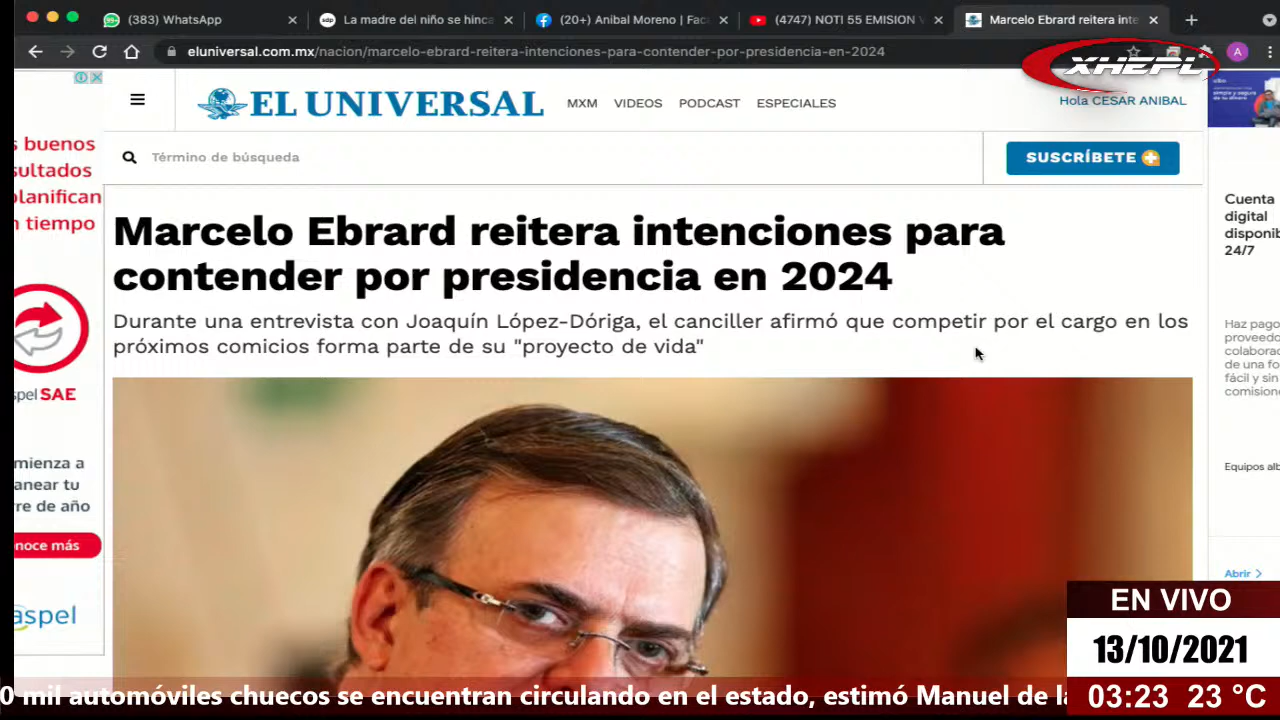 (383) WhatsApp
La madre del niño se hinca
(20+) Anibal Moreno | Fac
(4747) NOTI 55 EMISION
Marcelo Ebrard reitera inte
eluniversal.com.mx/nacion/marcelo-ebrard-reitera-intenciones-para-contender-por-presidencia-en-2024
XHEPL
EL UNIVERSAL
MXM VIDEOS PODCAST ESPECIALES
Hola CESAR ANIBAL
Término de búsqueda
SUSCRÍBETE
Marcelo Ebrard reitera intenciones para
contender por presidencia en 2024
Durante una entrevista con Joaquín López-Dóriga, el canciller afirmó que competir por el cargo en los
próximos comicios forma parte de su "proyecto de vida"
s buenos
sultados
planifican
n tiempo
spel SAE
mienza a
anear tu
rre de año
noce más
aspel
Cuenta
digital
disponib
24/7
Haz pago
proveedo
colaborac
de una fo
fácil y sin
comisione
Equipos alb
Abrir
EN VIVO
13/10/2021
03:23 23 °C
0 mil automóviles chuecos se encuentran circulando en el estado, estimó Manuel de la